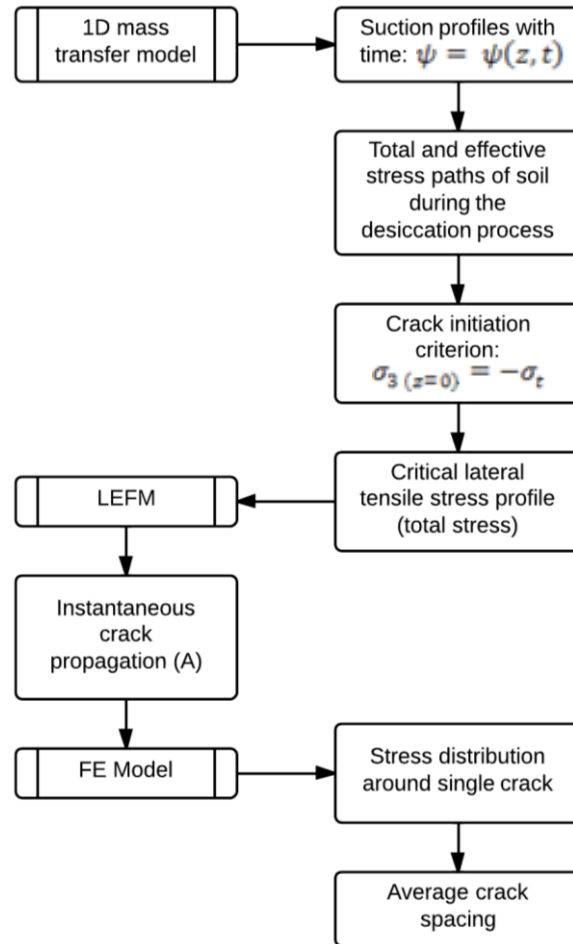 1D mass
transfer model
Suction profiles with
time: ψ = ψ(z, t)
Total and effective
stress paths of soil
during the
desiccation process
Crack initiation
criterion:
σ₃ (z=0) = −σₜ
Critical lateral
tensile stress profile
(total stress)
LEFM
Instantaneous
crack
propagation (A)
FE Model
Stress distribution
around single crack
Average crack
spacing